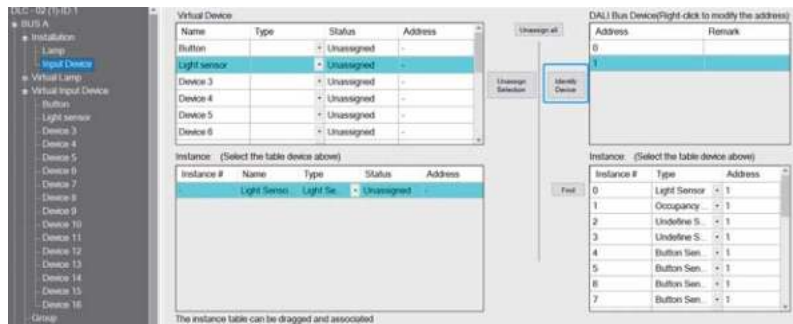 DLC-02 (1)-ID 1
BUS A
Installation
Lamp
Input Device
Virtual Lamp
Virtual Input Device
Button
Light sensor
Device 3
Device 4
Device 5
Device 6
Device 7
Device 8
Device 9
Device 10
Device 11
Device 12
Device 13
Device 14
Device 15
Device 16
Group
Virtual Device
Name Type Status Address
Button Unassigned -
Light sensor Unassigned -
Device 3 Unassigned -
Device 4 Unassigned -
Device 5 Unassigned -
Device 6 Unassigned -
Instance: (Select the table device above)
Instance # Name Type Status Address
Light Senso... Light Se... Unassigned -
The instance table can be dragged and associated
Unassign all
Unassign Selection
Identify Device
Find
DALI Bus Device(Right-click to modify the address)
Address Remark
0
1
Instance: (Select the table device above)
Instance # Type Address
0 Light Sensor 1
1 Occupancy ... 1
2 Undefine S... 1
3 Undefine S... 1
4 Button Sen... 1
5 Button Sen... 1
6 Button Sen... 1
7 Button Sen... 1